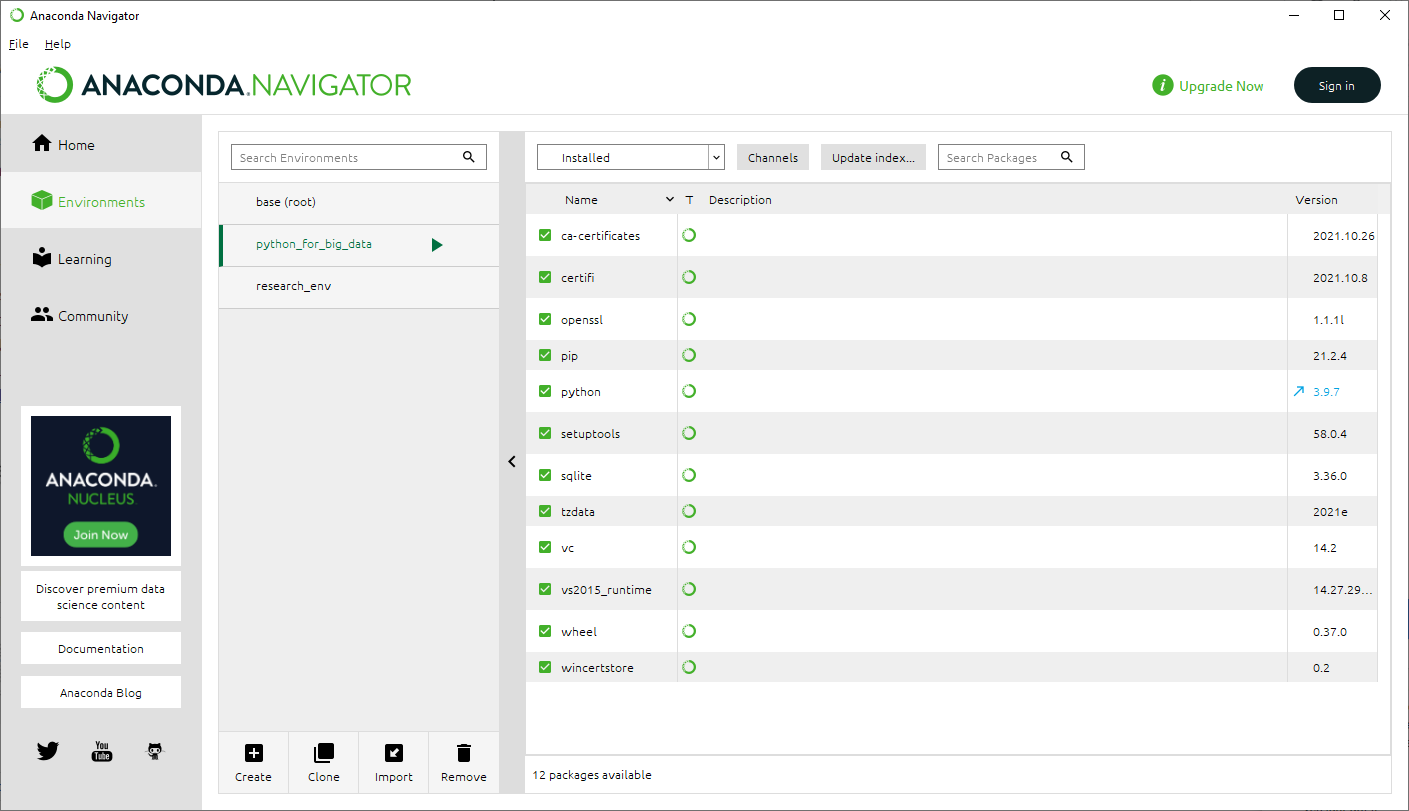 Anaconda Navigator
File Help
ANACONDA.NAVIGATOR
i Upgrade Now
Sign in
Home
Environments
Learning
Community
ANACONDA.
NUCLEUS
Join Now
Discover premium data
science content
Documentation
Anaconda Blog
You
Tube
Search Environments
base (root)
python_for_big_data
research_env
Create Clone Import Remove
Installed Channels Update index... Search Packages
Name T Description Version
ca-certificates 2021.10.26
certifi 2021.10.8
openssl 1.1.1l
pip 21.2.4
python 3.9.7
setuptools 58.0.4
sqlite 3.36.0
tzdata 2021e
vc 14.2
vs2015_runtime 14.27.29...
wheel 0.37.0
wincertstore 0.2
12 packages available